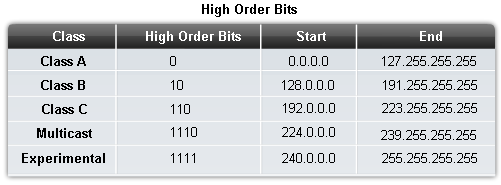 High Order Bits
Class High Order Bits Start End
Class A 0 0.0.0.0 127.255.255.255
Class B 10 128.0.0.0 191.255.255.255
Class C 110 192.0.0.0 223.255.255.255
Multicast 1110 224.0.0.0 239.255.255.255
Experimental 1111 240.0.0.0 255.255.255.255